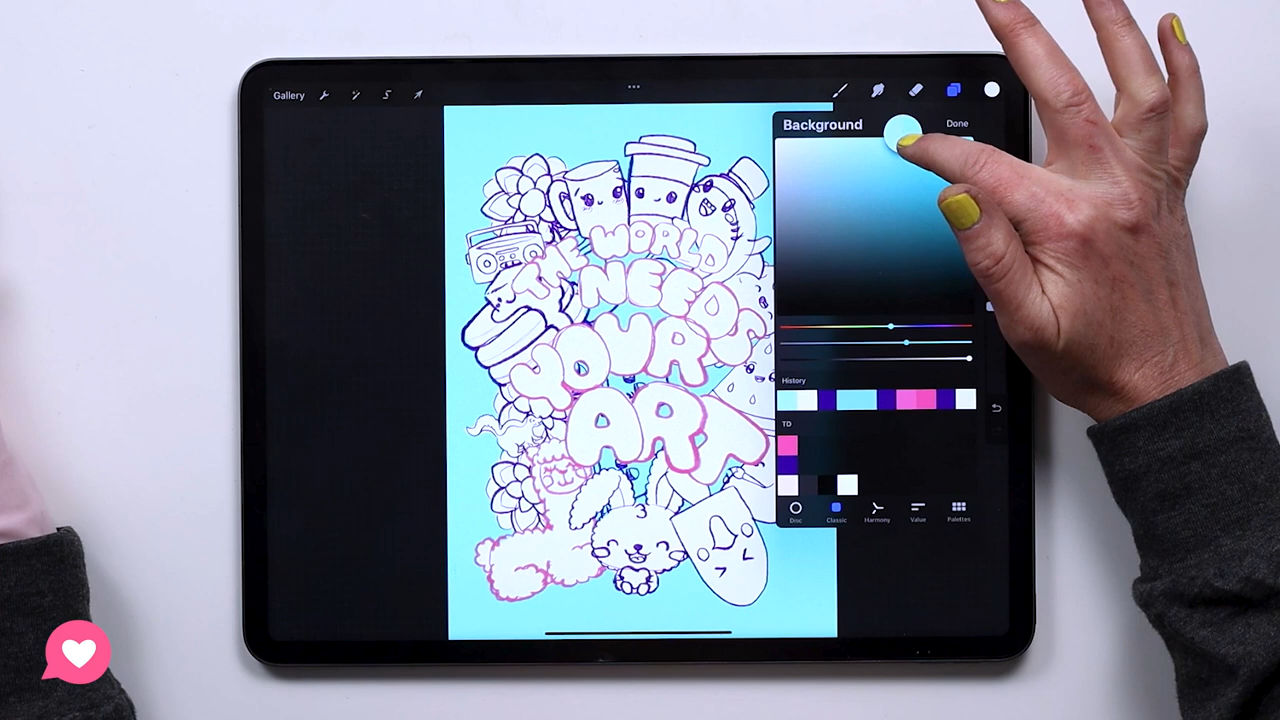 Gallery
Background
Done
THE WORLD
NEEDS
YOUR
ART
History
TD
Disc
Classic
Harmony
Value
Palettes